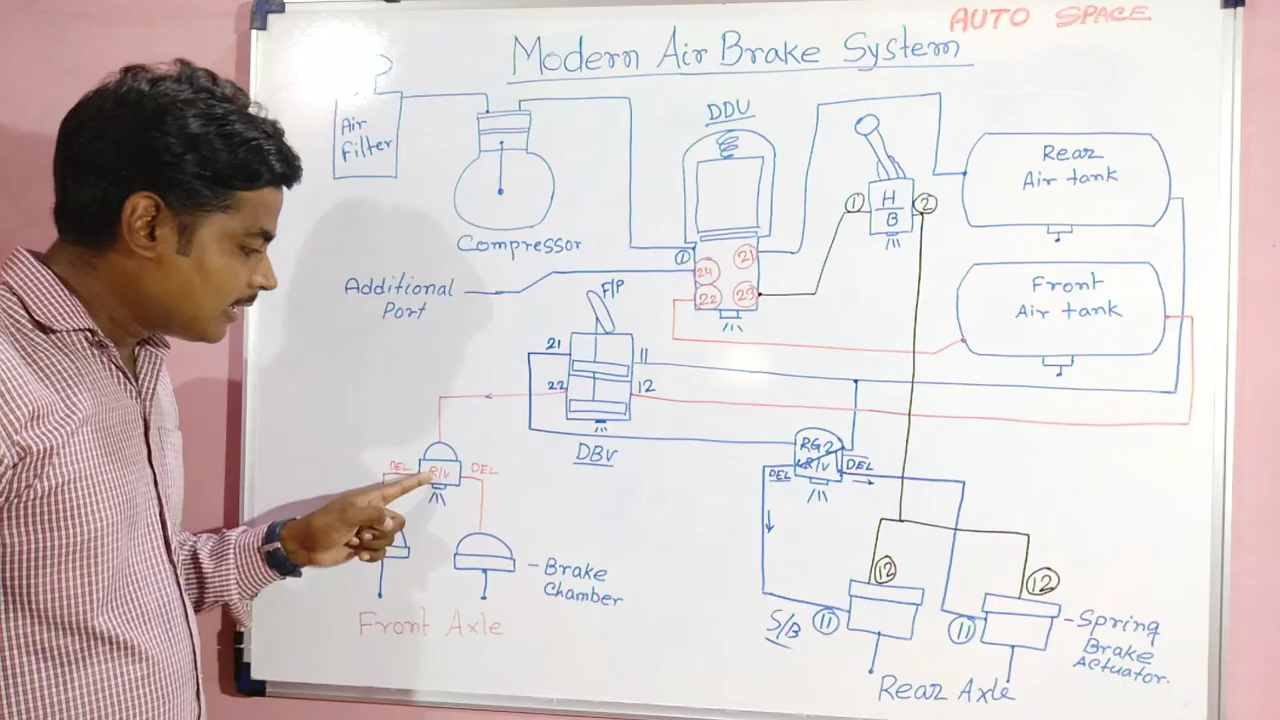 AUTO SPACE
Modern Air Brake System
Air
Filter
Compressor
DDU
1
24
21
22
23
H
B
1
2
Rear
Air tank
Front
Air tank
Additional
Port
F/P
21
11
22
12
DBV
RG2
R/V
DEL
DEL
DEL
R/V
DEL
Brake
Chamber
Front Axle
12
12
S/B
11
11
Spring
Brake
Actuator.
Rear Axle